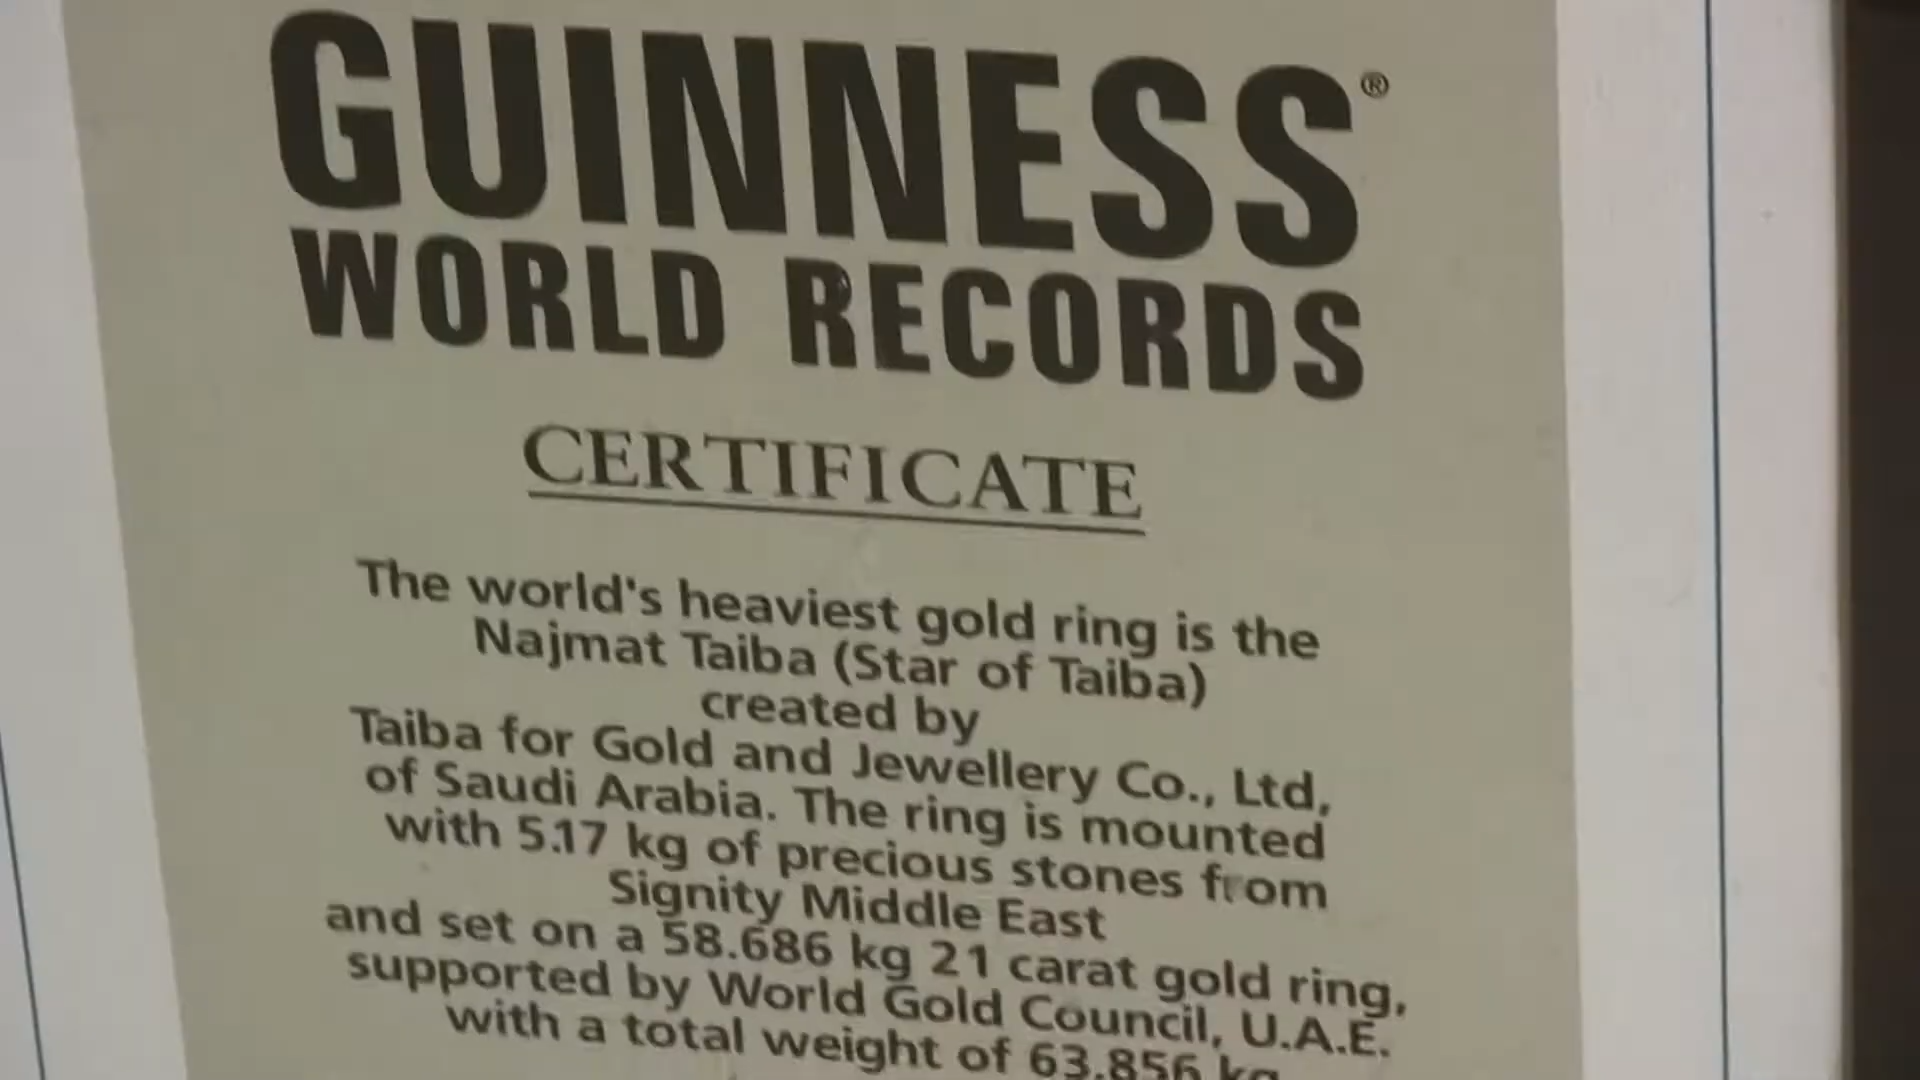 GUINNESS®
WORLD RECORDS
CERTIFICATE
The world's heaviest gold ring is the
Najmat Taiba (Star of Taiba)
created by
Taiba for Gold and Jewellery Co., Ltd,
of Saudi Arabia. The ring is mounted
with 5.17 kg of precious stones from
Signity Middle East
and set on a 58.686 kg 21 carat gold ring,
supported by World Gold Council, U.A.E.
with a total weight of 63.856 kg